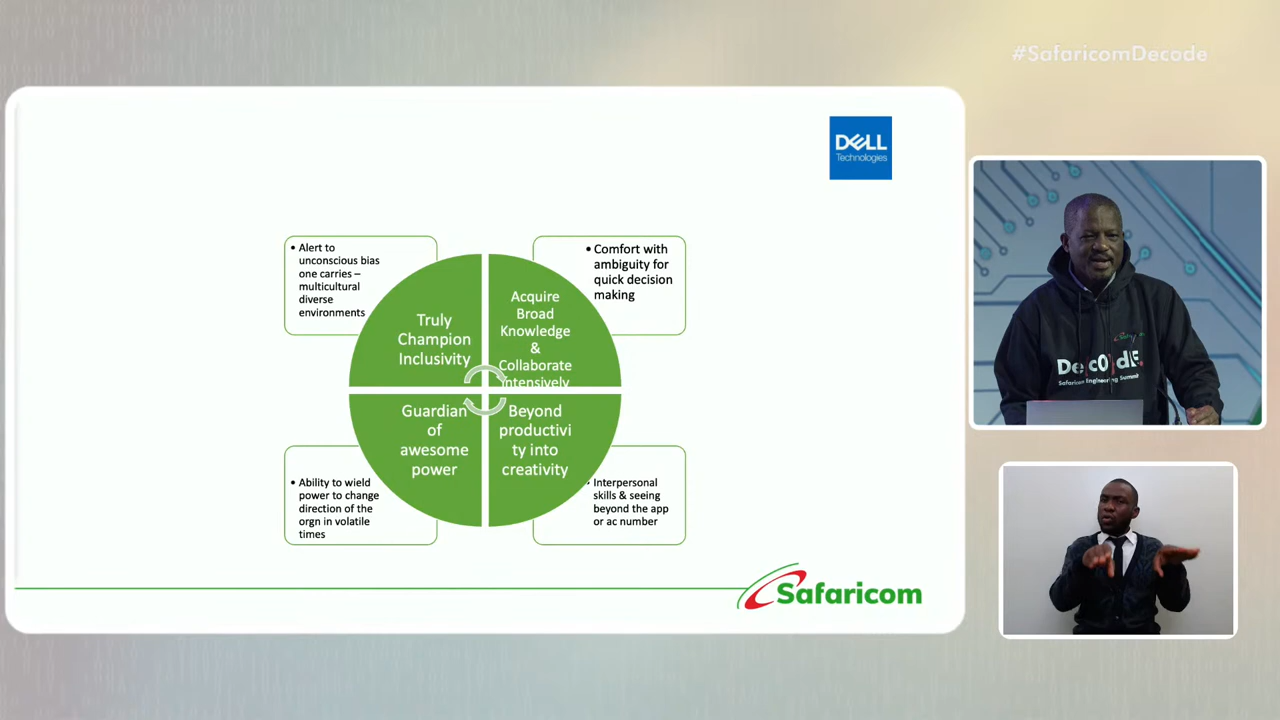 #SafaricomDecode
DELL
Technologies
• Alert to
unconscious bias
one carries –
multicultural
diverse
environments
• Comfort with
ambiguity for
quick decision
making
Truly
Champion
Inclusivity
Acquire
Broad
Knowledge
&
Collaborate
Intensively
Guardian
of
awesome
power
Beyond
productivi
ty into
creativity
• Ability to wield
power to change
direction of the
orgn in volatile
times
• Interpersonal
skills & seeing
beyond the app
or ac number
Safaricom
Dec0dE
Safaricom Engineering Summit